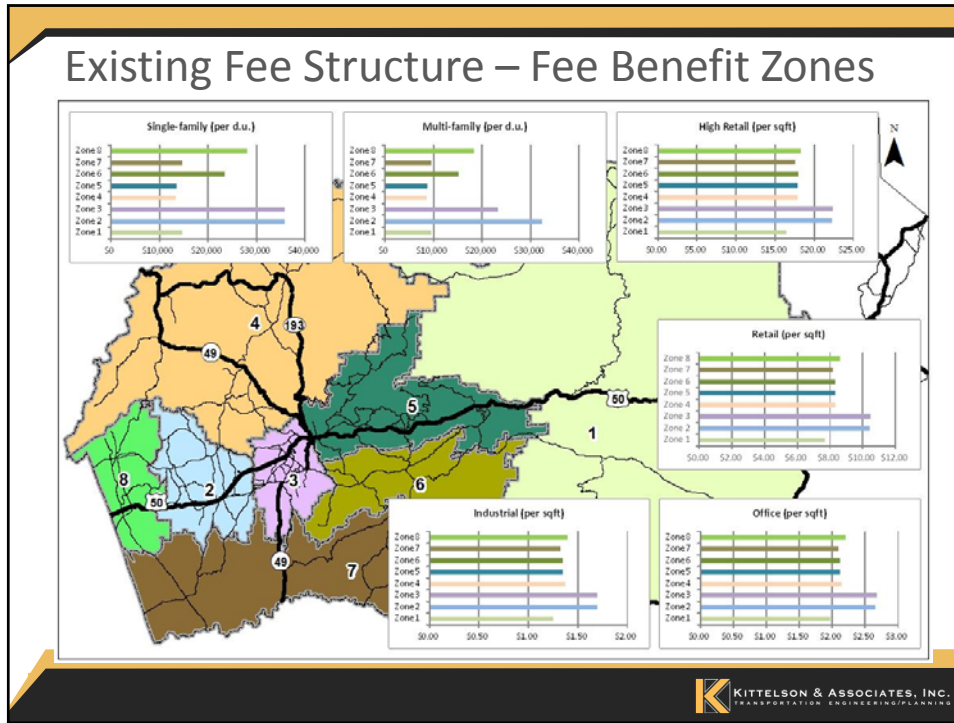 Existing Fee Structure – Fee Benefit Zones
Single-family (per d.u.)
Zone 8
Zone 7
Zone 6
Zone 5
Zone 4
Zone 3
Zone 2
Zone 1
$0 $10,000 $20,000 $30,000 $40,000
Multi-family (per d.u.)
Zone 8
Zone 7
Zone 6
Zone 5
Zone 4
Zone 3
Zone 2
Zone 1
$0 $10,000 $20,000 $30,000 $40,000
High Retail (per sqft)
Zone 8
Zone 7
Zone 6
Zone 5
Zone 4
Zone 3
Zone 2
Zone 1
$0.00 $5.00 $10.00 $15.00 $20.00 $25.00
N
4
193
49
5
50
1
8
2
3
6
50
49
7
Retail (per sqft)
Zone 8
Zone 7
Zone 6
Zone 5
Zone 4
Zone 3
Zone 2
Zone 1
$0.00 $2.00 $4.00 $6.00 $8.00 $10.00 $12.00
Industrial (per sqft)
Zone 8
Zone 7
Zone 6
Zone 5
Zone 4
Zone 3
Zone 2
Zone 1
$0.00 $0.50 $1.00 $1.50 $2.00
Office (per sqft)
Zone 8
Zone 7
Zone 6
Zone 5
Zone 4
Zone 3
Zone 2
Zone 1
$0.00 $0.50 $1.00 $1.50 $2.00 $2.50 $3.00
KITTELSON & ASSOCIATES, INC.
TRANSPORTATION ENGINEERING/PLANNING